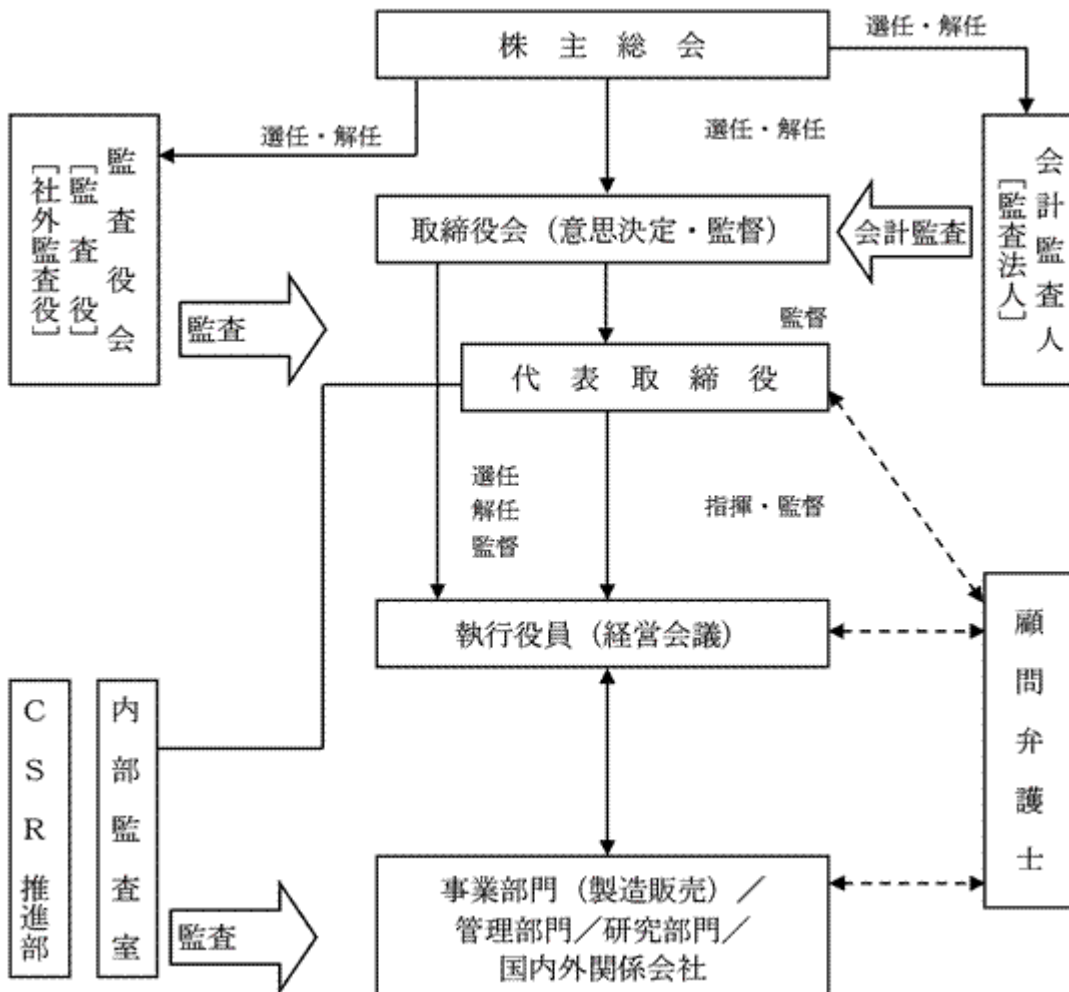 株主総会
選任・解任
選任・解任
選任・解任
監査役会
［監査役］
［社外監査役］
取締役会（意思決定・監督）
会計監査
会計監査人
［監査法人］
監査
監督
代表取締役
選任
解任
監督
指揮・監督
執行役員（経営会議）
顧問弁護士
CSR推進部
内部監査室
監査
事業部門（製造販売）／
管理部門／研究部門／
国内外関係会社